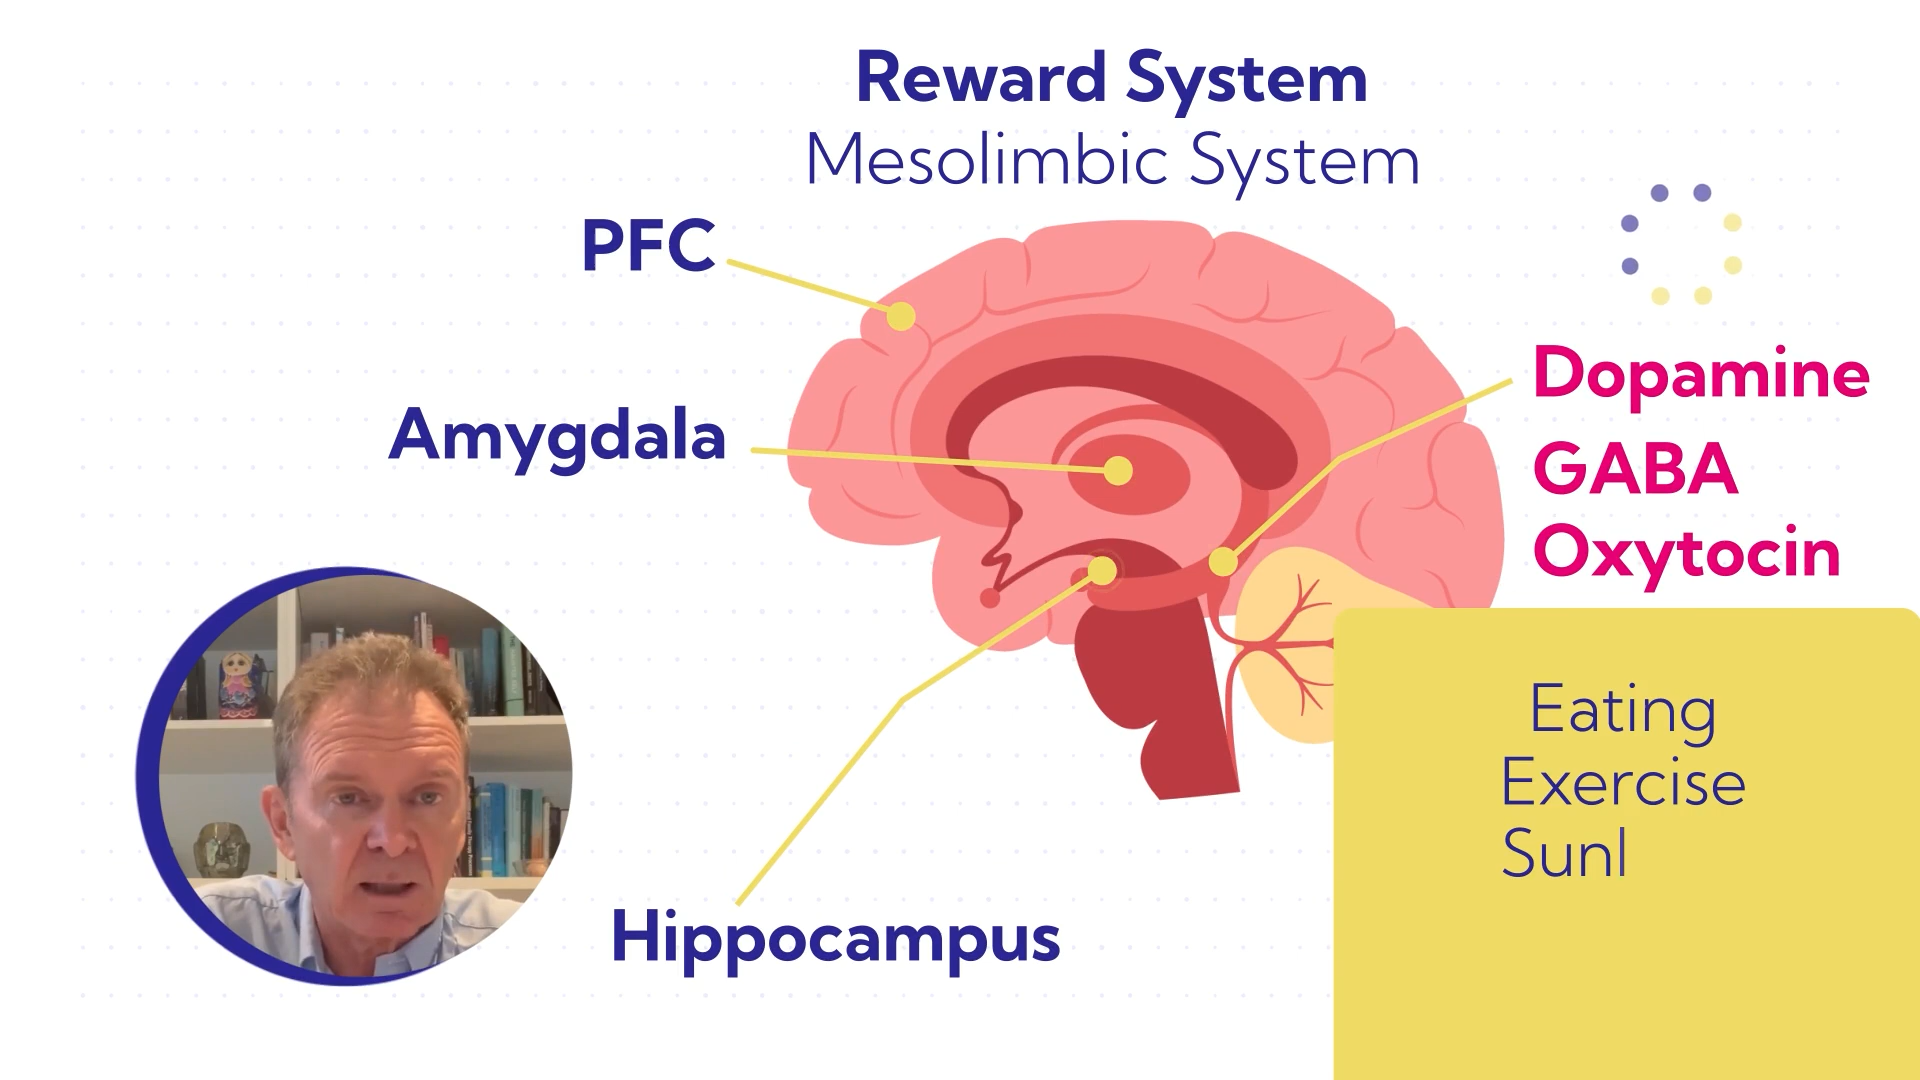 Reward System
Mesolimbic System
PFC
Amygdala
Hippocampus
Dopamine
GABA
Oxytocin
Eating
Exercise
Sunl